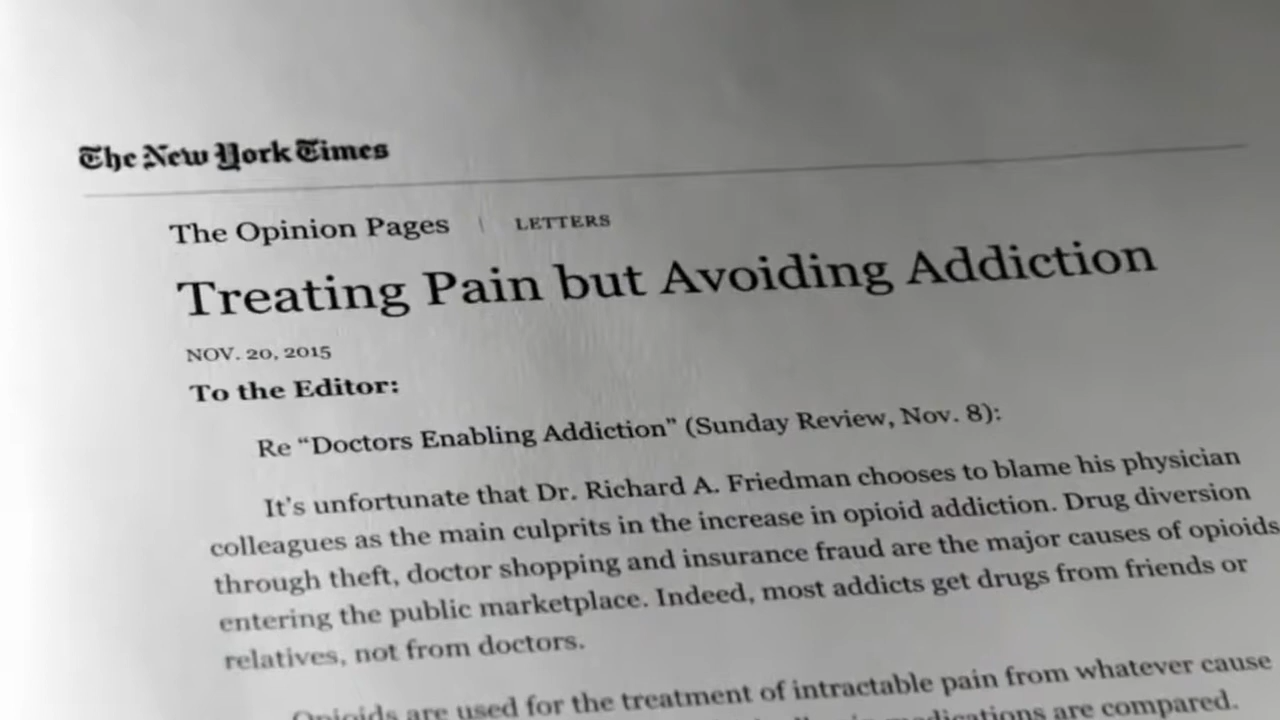 The New York Times
The Opinion Pages | LETTERS
Treating Pain but Avoiding Addiction
NOV. 20, 2015
To the Editor:
Re “Doctors Enabling Addiction” (Sunday Review, Nov. 8):
It’s unfortunate that Dr. Richard A. Friedman chooses to blame his physician
colleagues as the main culprits in the increase in opioid addiction. Drug diversion
through theft, doctor shopping and insurance fraud are the major causes of opioids
entering the public marketplace. Indeed, most addicts get drugs from friends or
relatives, not from doctors.
Opioids are used for the treatment of intractable pain from whatever cause
medications are compared.